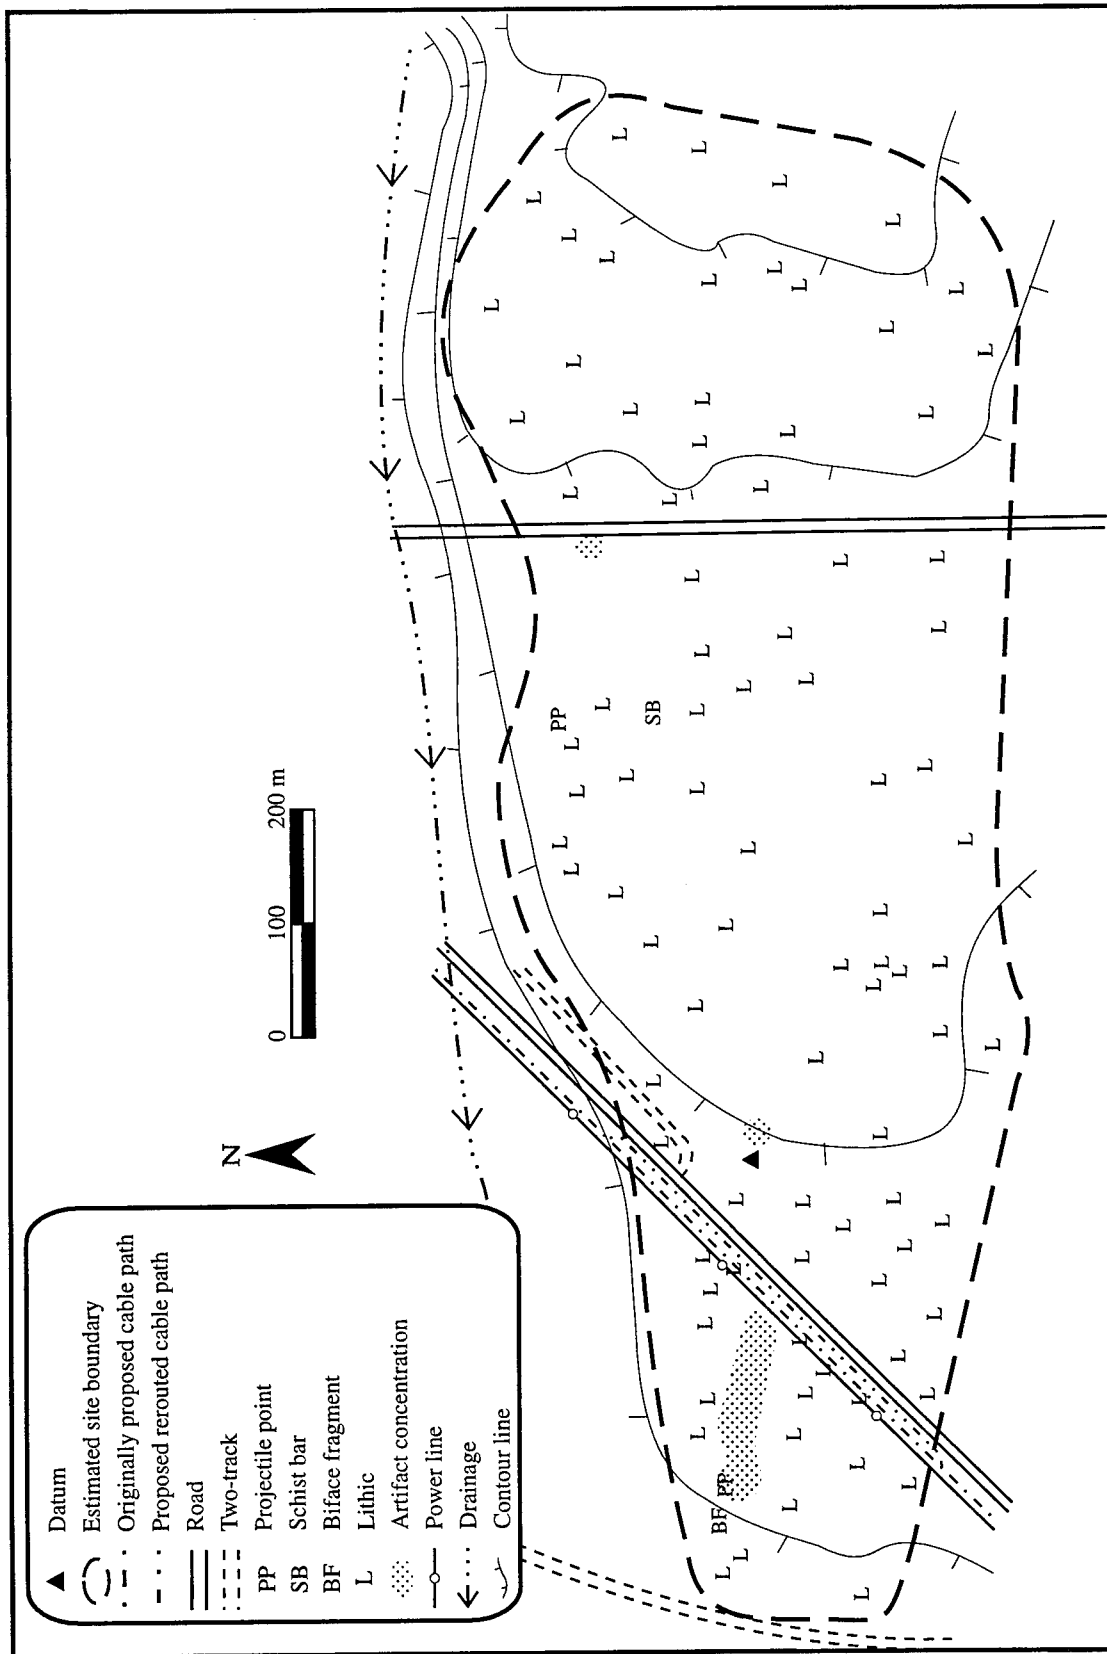 N
0 100 200 m
Datum
Estimated site boundary
Originally proposed cable path
Proposed rerouted cable path
Road
Two-track
PP Projectile point
SB Schist bar
BF Biface fragment
L Lithic
Artifact concentration
Power line
Drainage
Contour line
L L L L L L L L L L L L L L L L L L L L L L L L L L
L L L L L L L L L L L L L L L L L L L L L L L L L L L L L L L L L L L L
PP
SB
L L L L L L L L L L L L L L L L L L L L L L L L L L L L L L
BF PP